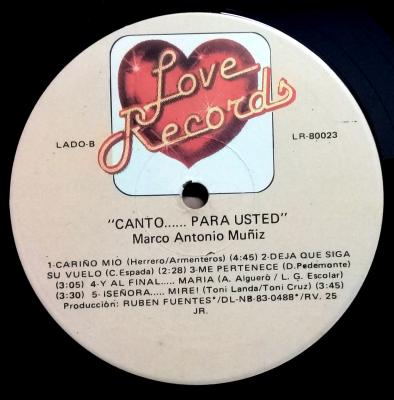 Love
Records
LADO-B
LR-80023
"CANTO...... PARA USTED"
Marco Antonio Muñiz
1-CARIÑO MIO (Herrero/Armenteros) (4:45) 2-DEJA QUE SIGA
SU VUELO (C. Espada) (2:28) 3-ME PERTENECE (D. Pedemonte)
(3:05) 4-Y AL FINAL..... MARIA (A. Algueró / L. G. Escolar)
(3:30) 5- ISEÑORA..... MIRE! (Toni Landa/Toni Cruz) (3:45)
Producción: RUBEN FUENTES*/DL-NB-83-0488*/RV. 25
JR.